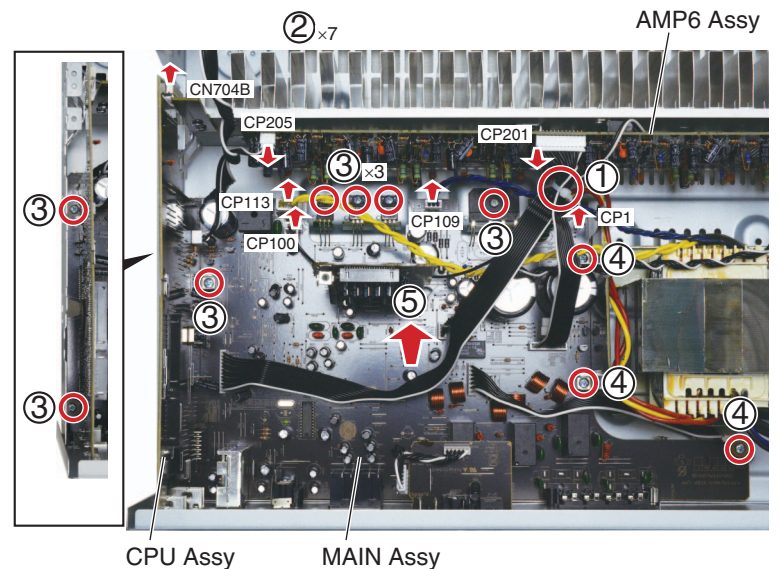 AMP6 Assy
② ×7
CN704B
CP205
CP201
③ ×3
①
③
CP113
CP109
CP1
CP100
③
④
③
⑤
④
③
④
CPU Assy
MAIN Assy